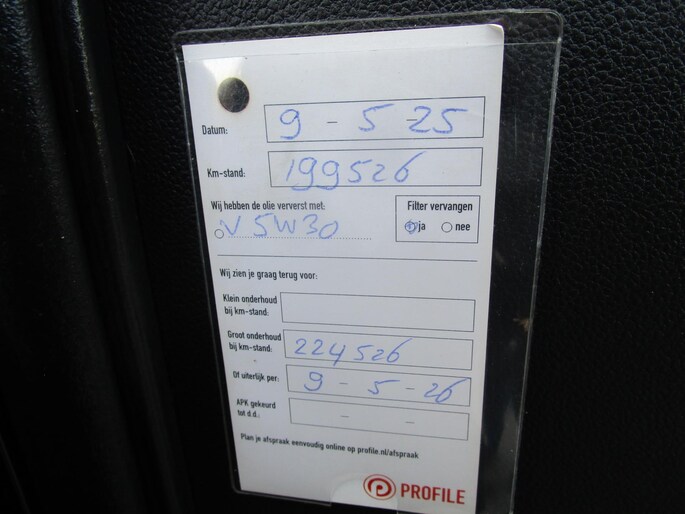 Datum: 9 - 5 - 25
Km-stand: 199526
Wij hebben de olie ververst met: Filter vervangen
V 5W30 ja nee
Wij zien je graag terug voor:
Klein onderhoud
bij km-stand:
Groot onderhoud
bij km-stand: 224526
Of uiterlijk per: 9 - 5 - 26
APK gekeurd
tot d.d.: - -
Plan je afspraak eenvoudig online op profile.nl/afspraak
PROFILE